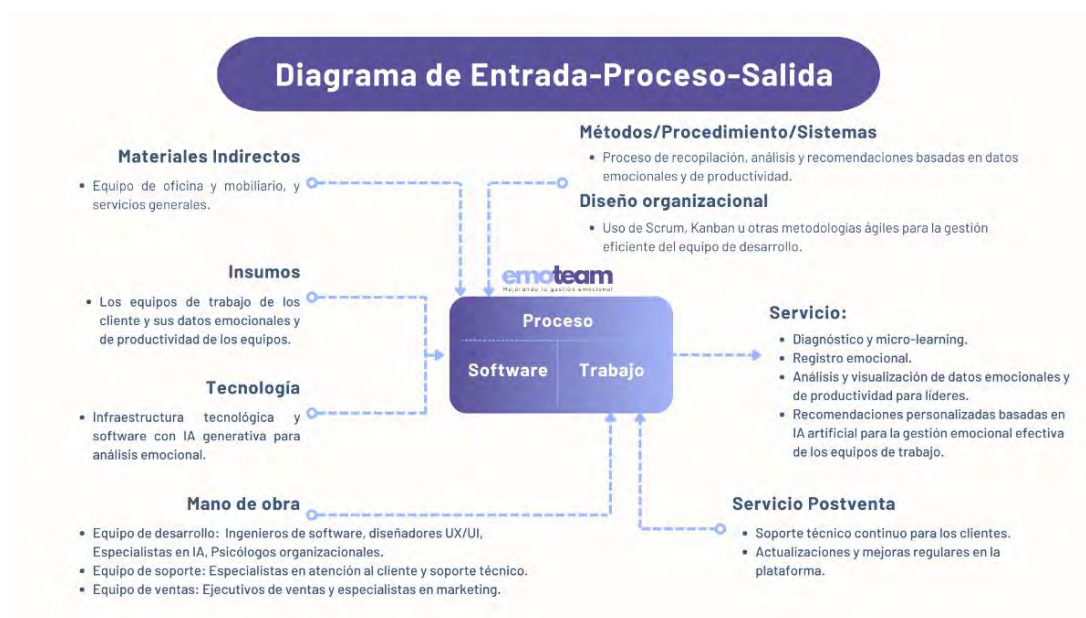 Diagrama de Entrada-Proceso-Salida
Materiales Indirectos
• Equipo de oficina y mobiliario, y
servicios generales.
Métodos/Procedimiento/Sistemas
• Proceso de recopilación, análisis y recomendaciones basadas en datos
emocionales y de productividad.
Diseño organizacional
• Uso de Scrum, Kanban u otras metodologías ágiles para la gestión
eficiente del equipo de desarrollo.
Insumos
• Los equipos de trabajo de los
cliente y sus datos emocionales y
de productividad de los equipos.
Tecnología
• Infraestructura tecnológica y
software con IA generativa para
análisis emocional.
emoteam
Mejorando la gestión emocional
Proceso
Software
Trabajo
Servicio:
• Diagnóstico y micro-learning.
• Registro emocional.
• Análisis y visualización de datos emocionales y
de productividad para líderes.
• Recomendaciones personalizadas basadas en
IA artificial para la gestión emocional efectiva
de los equipos de trabajo.
Mano de obra
• Equipo de desarrollo: Ingenieros de software, diseñadores UX/UI,
Especialistas en IA, Psicólogos organizacionales.
• Equipo de soporte: Especialistas en atención al cliente y soporte técnico.
• Equipo de ventas: Ejecutivos de ventas y especialistas en marketing.
Servicio Postventa
• Soporte técnico continuo para los clientes.
• Actualizaciones y mejoras regulares en la
plataforma.